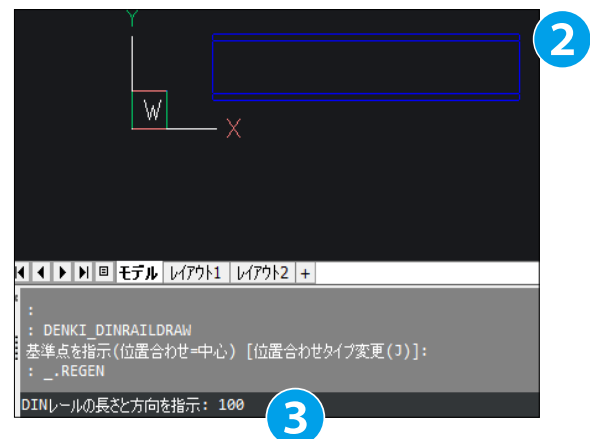 Y
2
W
X
モデル レイアウト1 レイアウト2 +
:
: DENKI_DINRAILDRAW
基準点を指示(位置合わせ=中心) [位置合わせタイプ変更(J)]:
: _.REGEN
DINレールの長さと方向を指示: 100
3